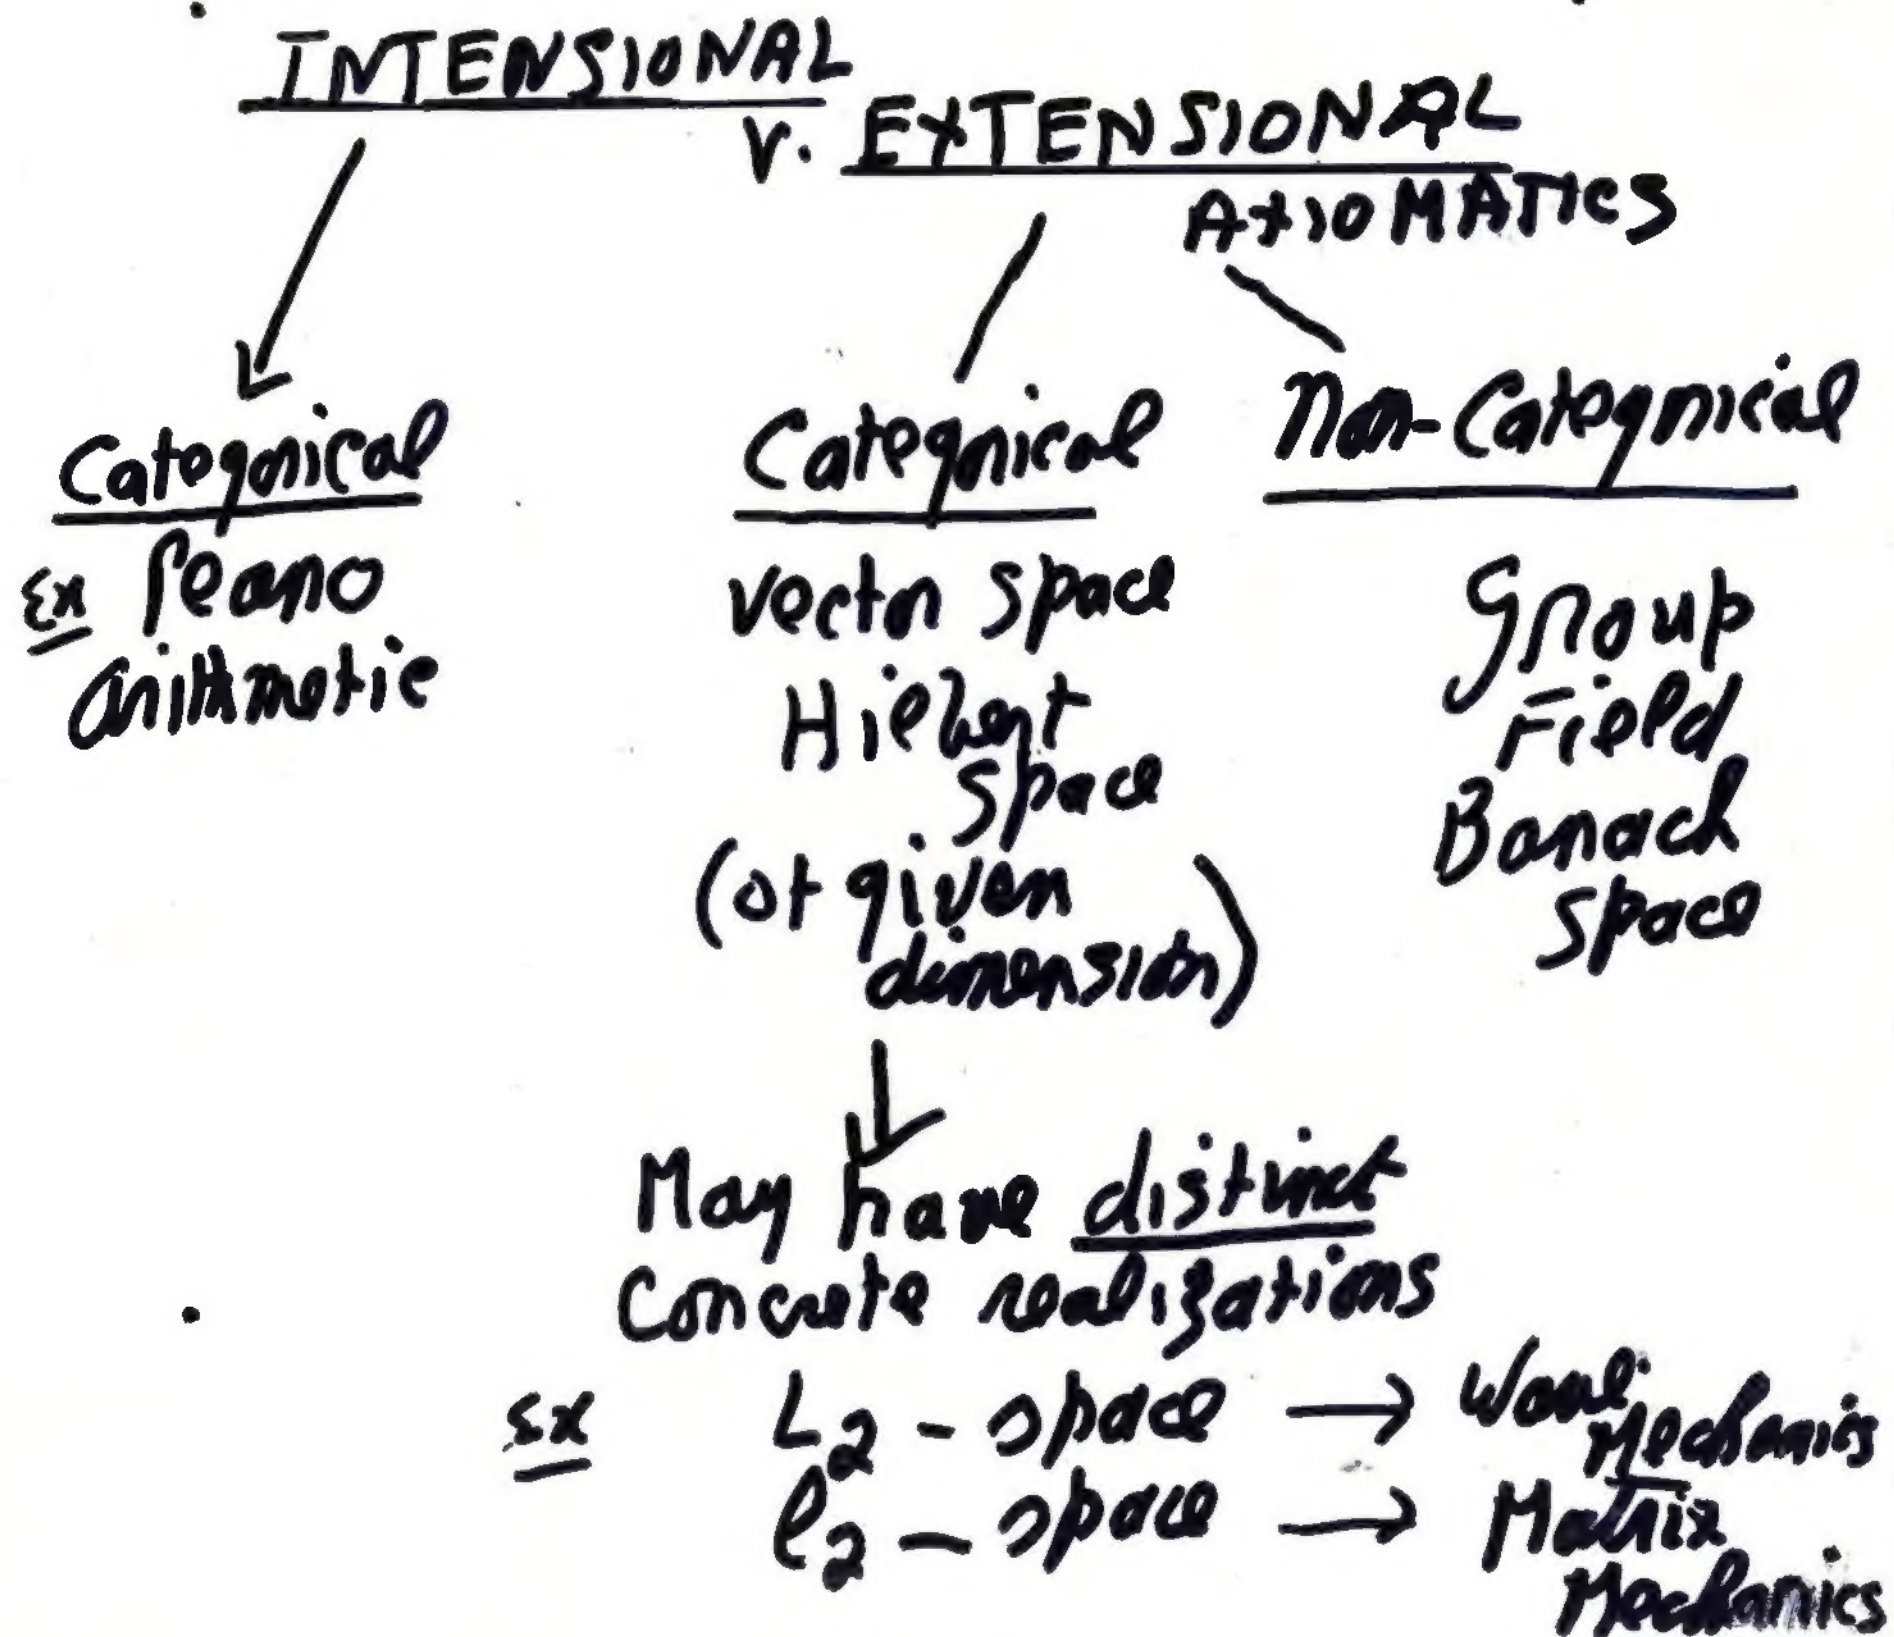 INTENSIONAL
V. EXTENSIONAL
AXIOMATICS
Categorical
Ex Peano
arithmetic
Categorical
vector space
Hilbert
space
(of given
dimension)
Non-Categorical
Group
Field
Banach
space
May have distinct
concrete realizations
Ex L2 - space → Wave Mechanics
l2 - space → Matrix
Mechanics